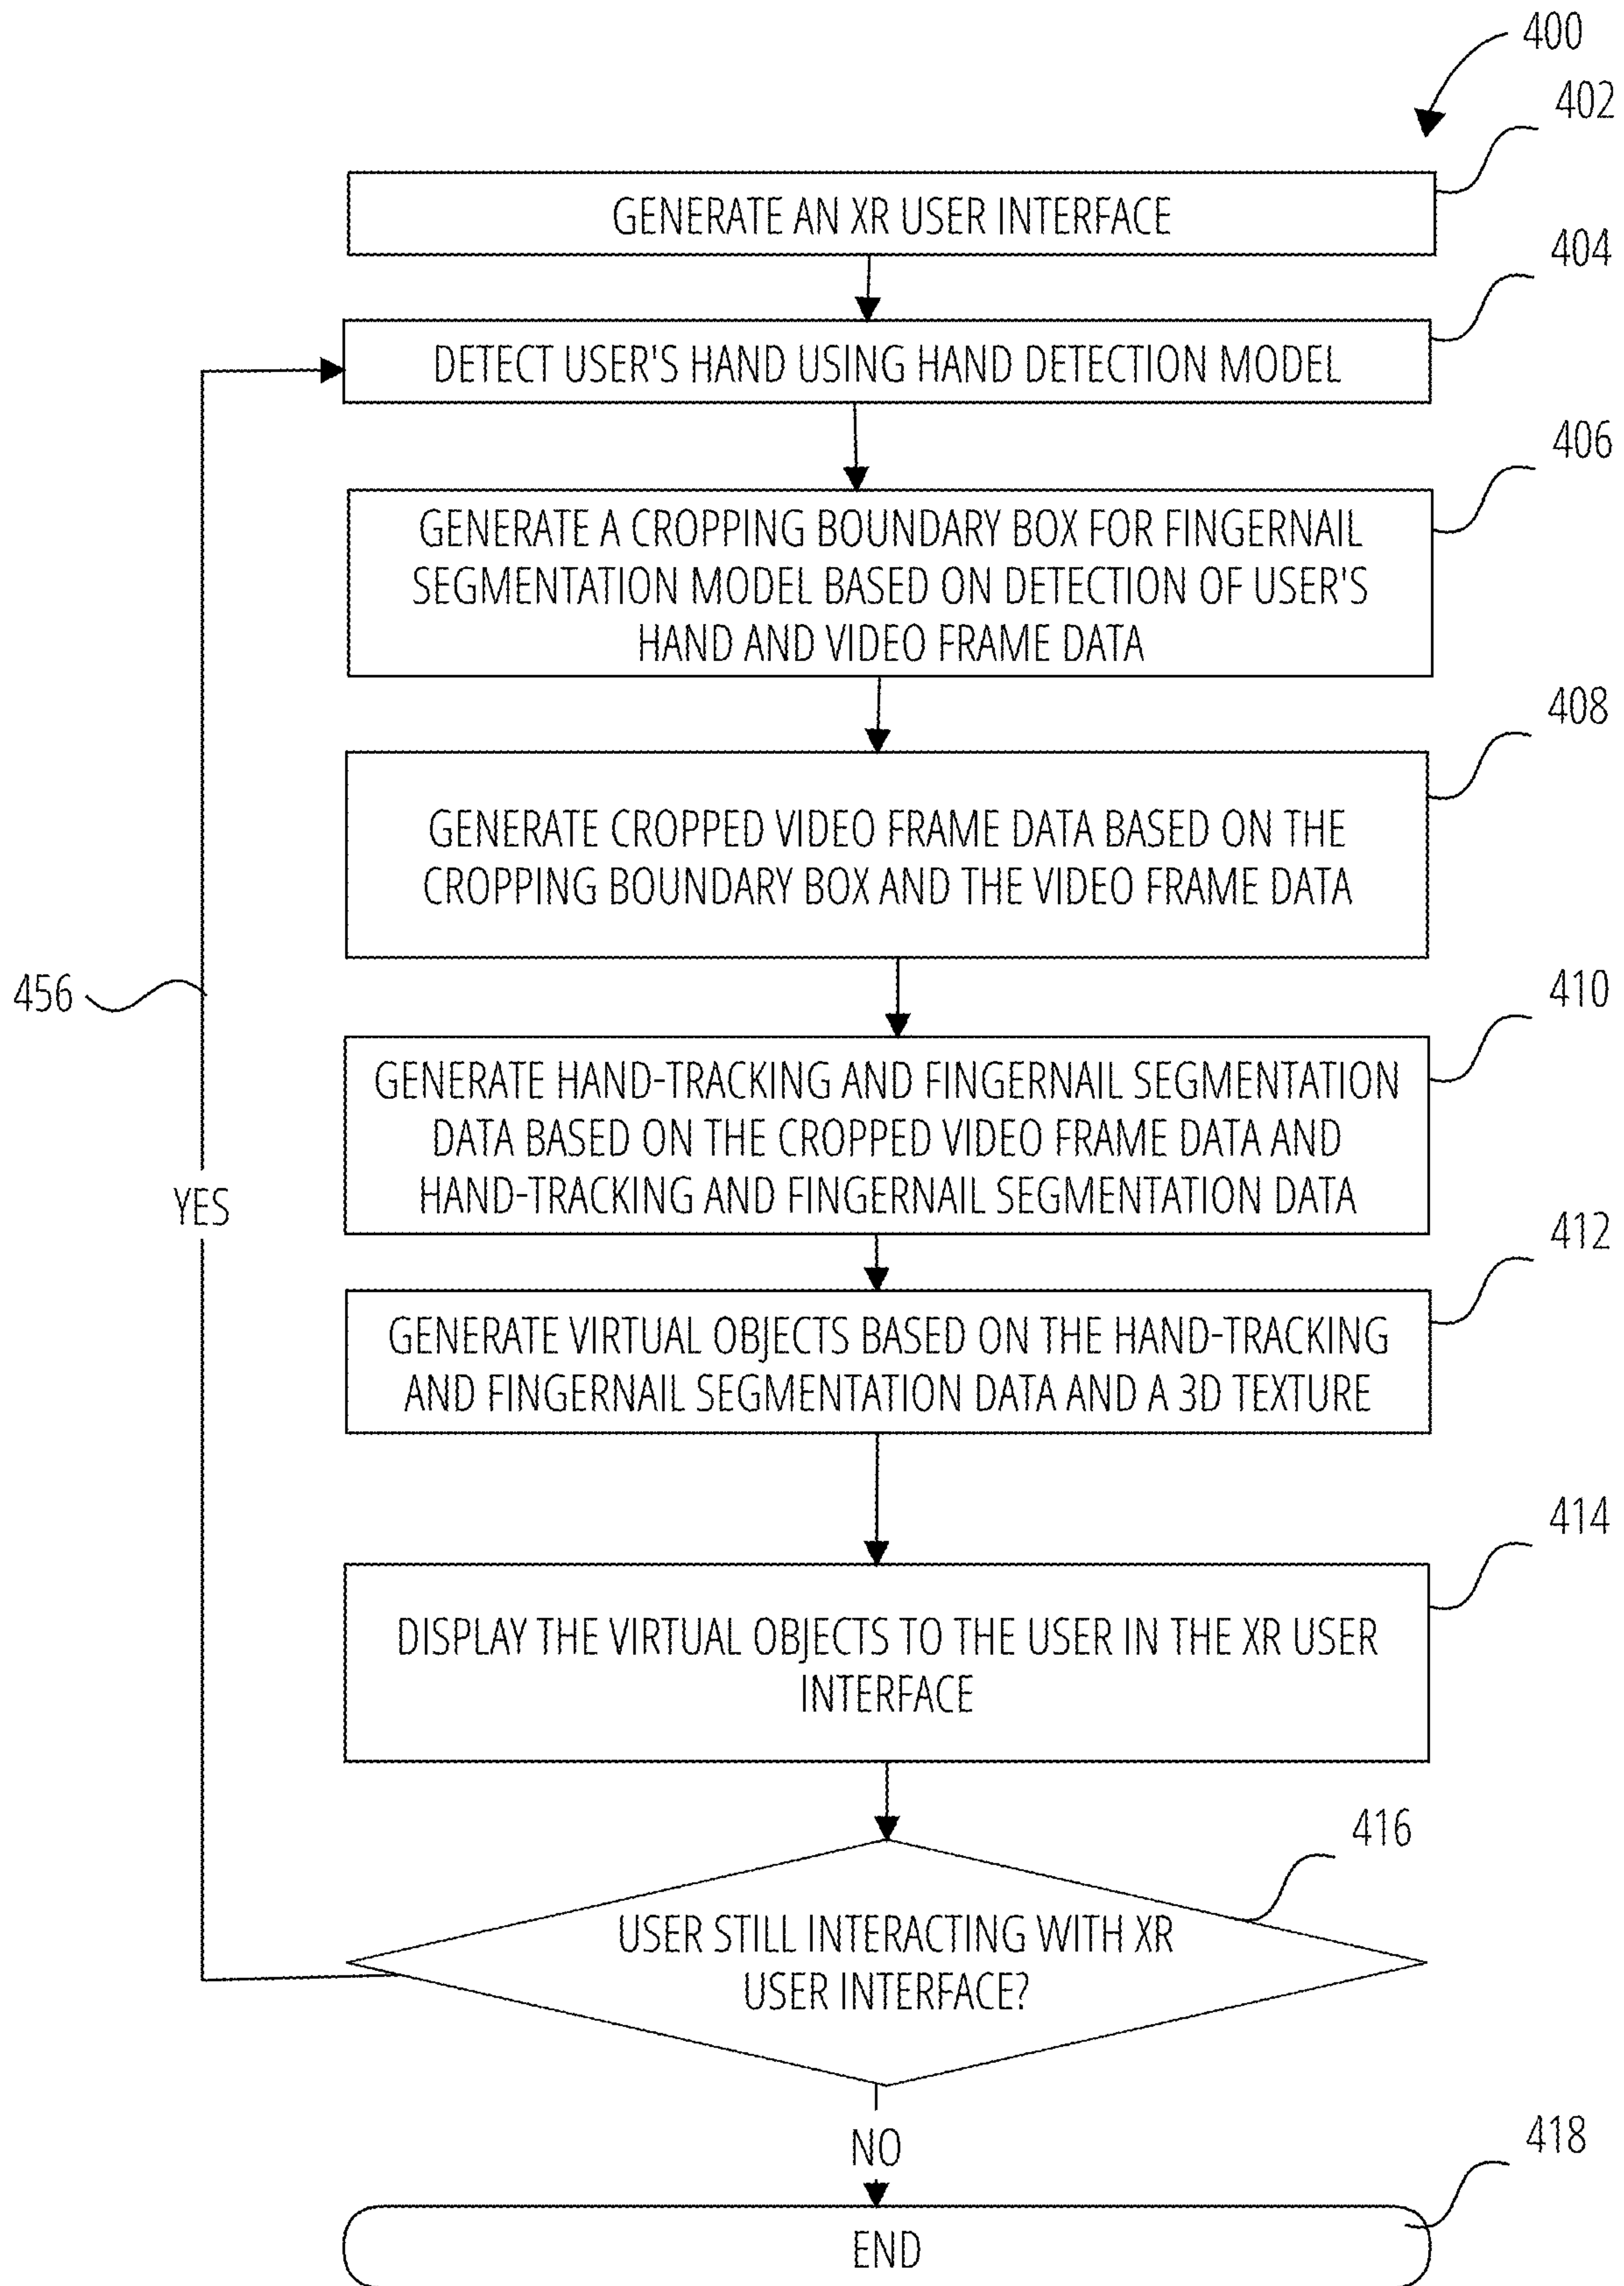 400
402
GENERATE AN XR USER INTERFACE
404
DETECT USER'S HAND USING HAND DETECTION MODEL
406
GENERATE A CROPPING BOUNDARY BOX FOR FINGERNAIL
SEGMENTATION MODEL BASED ON DETECTION OF USER'S
HAND AND VIDEO FRAME DATA
408
GENERATE CROPPED VIDEO FRAME DATA BASED ON THE
CROPPING BOUNDARY BOX AND THE VIDEO FRAME DATA
456
410
GENERATE HAND-TRACKING AND FINGERNAIL SEGMENTATION
DATA BASED ON THE CROPPED VIDEO FRAME DATA AND
HAND-TRACKING AND FINGERNAIL SEGMENTATION DATA
YES
412
GENERATE VIRTUAL OBJECTS BASED ON THE HAND-TRACKING
AND FINGERNAIL SEGMENTATION DATA AND A 3D TEXTURE
414
DISPLAY THE VIRTUAL OBJECTS TO THE USER IN THE XR USER
INTERFACE
416
USER STILL INTERACTING WITH XR
USER INTERFACE?
NO
418
END